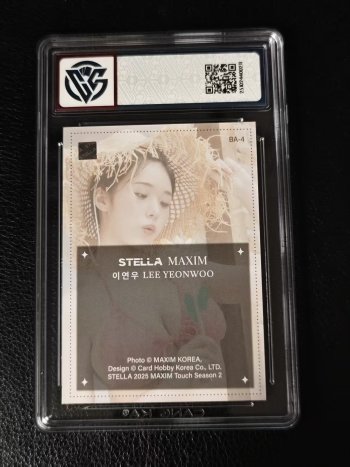 BA-4
STELLA MAXIM
이연우 LEE YEONWOO
Photo © MAXIM KOREA,
Design © Card Hobby Korea Co., LTD.
STELLA 2025 MAXIM Touch Season 2